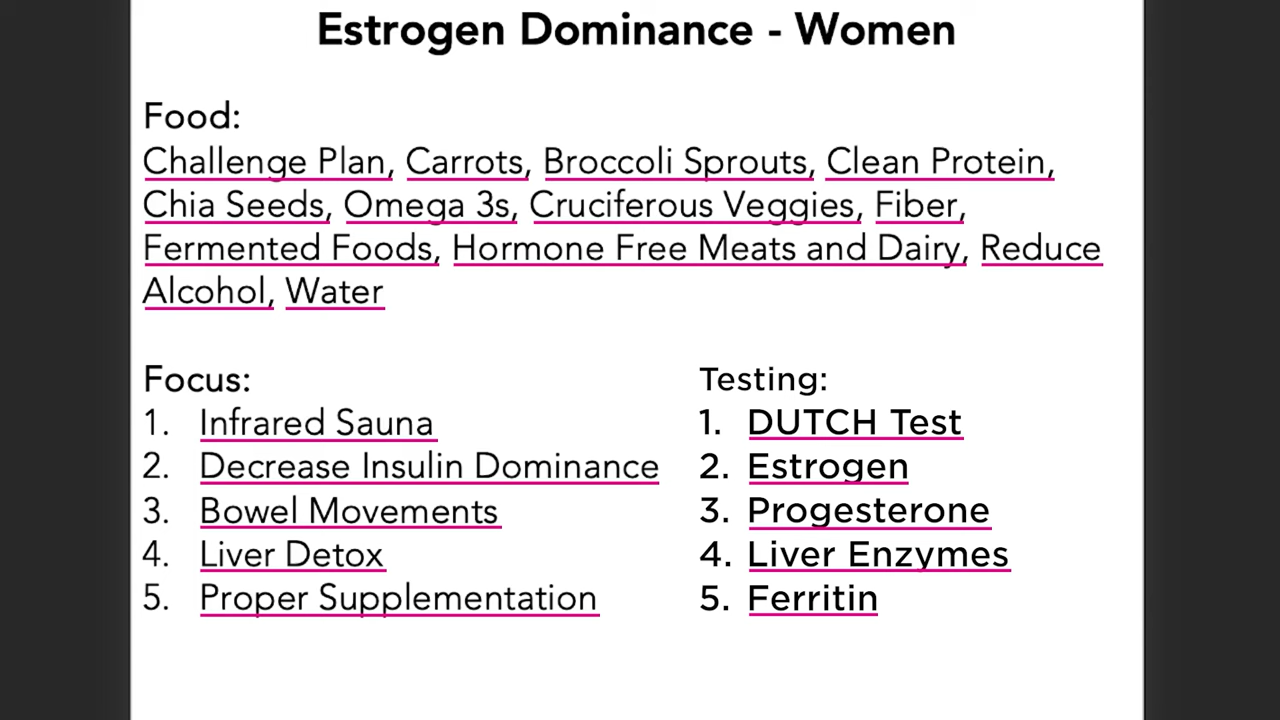 Estrogen Dominance - Women
Food:
Challenge Plan, Carrots, Broccoli Sprouts, Clean Protein,
Chia Seeds, Omega 3s, Cruciferous Veggies, Fiber,
Fermented Foods, Hormone Free Meats and Dairy, Reduce
Alcohol, Water
Focus:
1. Infrared Sauna
2. Decrease Insulin Dominance
3. Bowel Movements
4. Liver Detox
5. Proper Supplementation
Testing:
1. DUTCH Test
2. Estrogen
3. Progesterone
4. Liver Enzymes
5. Ferritin